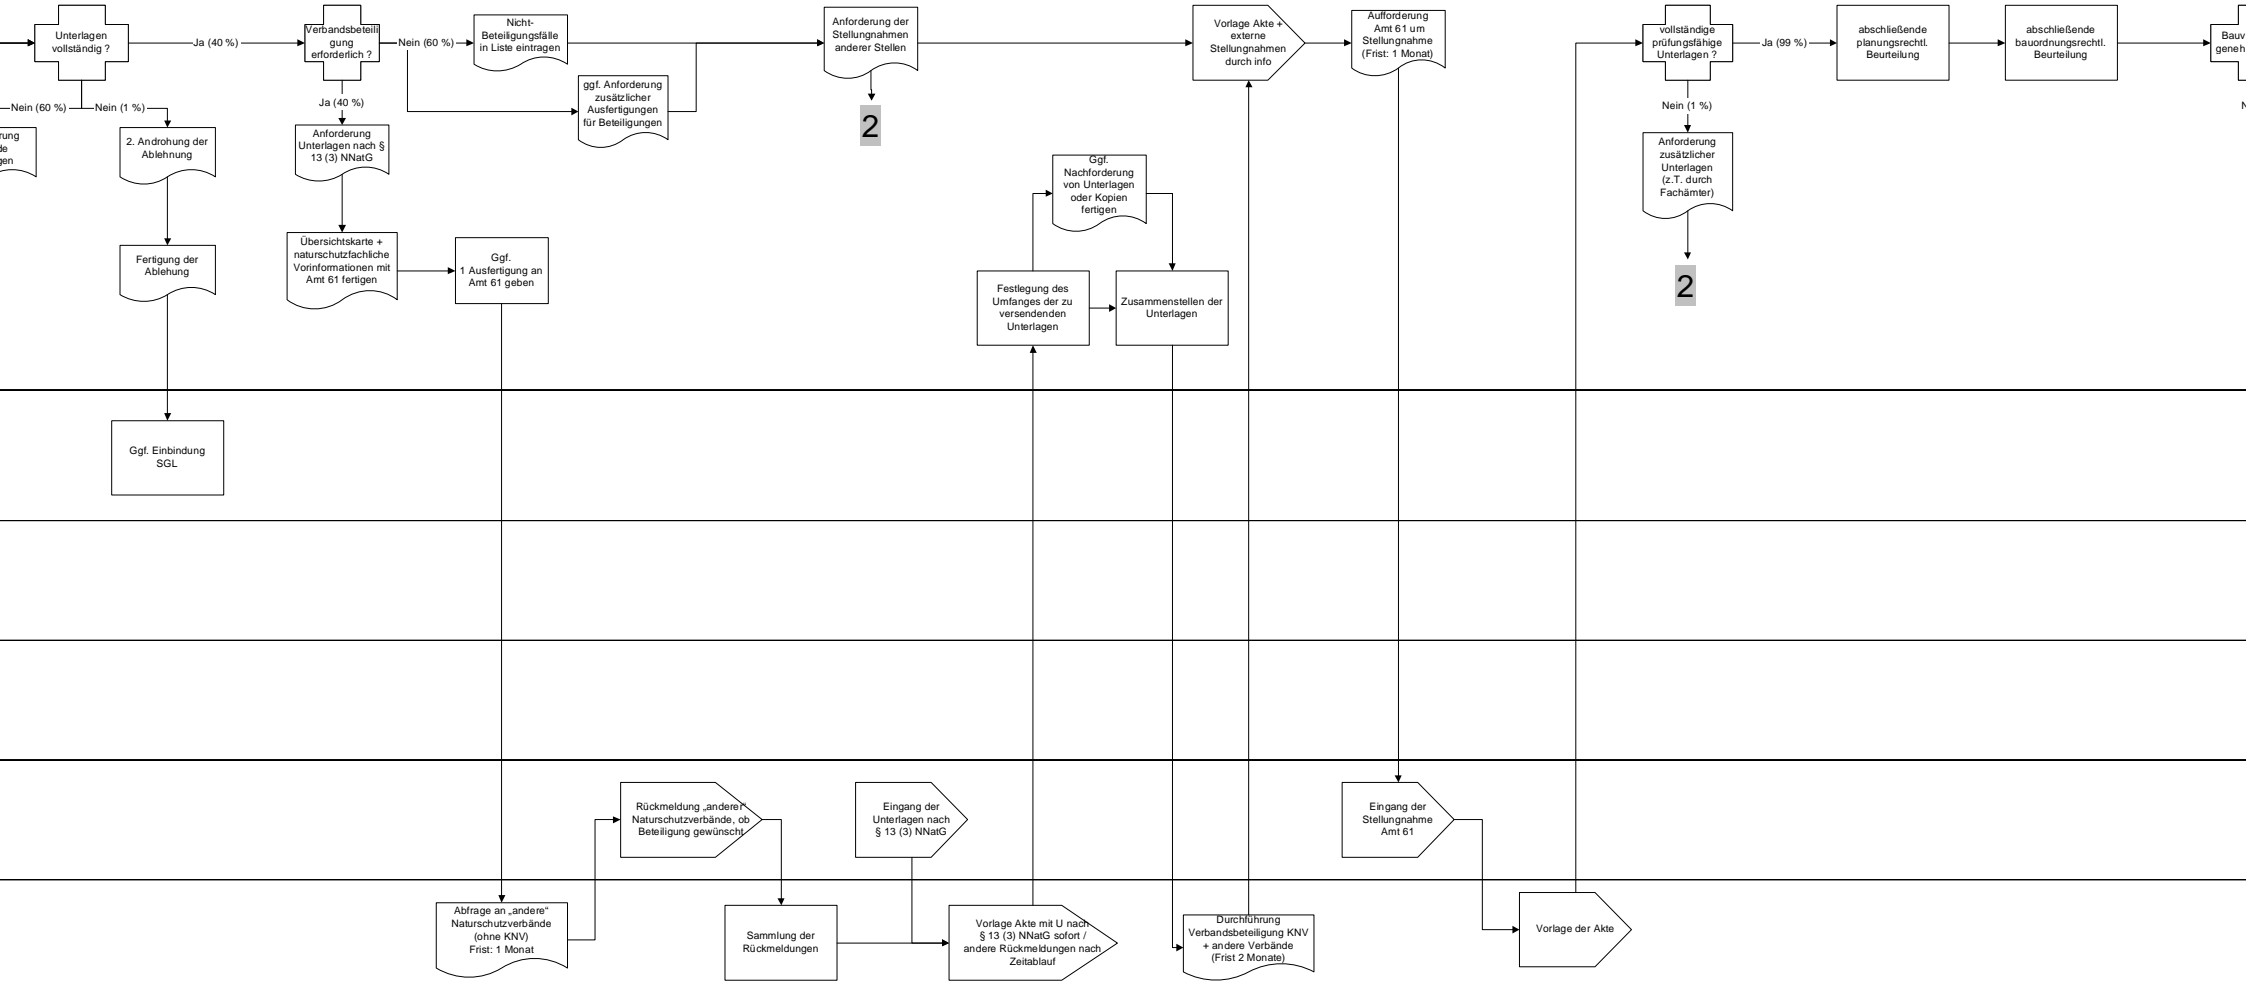 Unterlagen
vollständig ?
Ja (40 %)
Verbandsbeteili
gung
erforderlich ?
Nein (60 %)
Nicht-
Beteiligungsfälle
in Liste eintragen
Anforderung der
Stellungnahmen
anderer Stellen
Vorlage Akte +
externe
Stellungnahmen
durch info
Aufforderung
Amt 61 um
Stellungnahme
(Frist: 1 Monat)
vollständige
prüfungsfähige
Unterlagen ?
Ja (99 %)
abschließende
planungsrechtl.
Beurteilung
abschließende
bauordnungsrechtl.
Beurteilung
Bauv
geneh
Nein (60 %)
Nein (1 %)
Ja (40 %)
ggf. Anforderung
zusätzlicher
Ausfertigungen
für Beteiligungen
2
Nein (1 %)
N
rung
de
gen
2. Androhung der
Ablehnung
Anforderung
Unterlagen nach §
13 (3) NNatG
Ggf.
Nachforderung
von Unterlagen
oder Kopien
fertigen
Anforderung
zusätzlicher
Unterlagen
(z.T. durch
Fachämter)
Fertigung der
Ablehung
Übersichtskarte +
naturschutzfachliche
Vorinformationen mit
Amt 61 fertigen
Ggf.
1 Ausfertigung an
Amt 61 geben
Festlegung des
Umfanges der zu
versendenden
Unterlagen
Zusammenstellen der
Unterlagen
2
Ggf. Einbindung
SGL
Rückmeldung „anderer“
Naturschutzverbände, ob
Beteiligung gewünscht
Eingang der
Unterlagen nach
§ 13 (3) NNatG
Eingang der
Stellungnahme
Amt 61
Abfrage an „andere“
Naturschutzverbände
(ohne KNV)
Frist: 1 Monat
Sammlung der
Rückmeldungen
Vorlage Akte mit U nach
§ 13 (3) NNatG sofort /
andere Rückmeldungen nach
Zeitablauf
Durchführung
Verbandsbeteiligung KNV
+ andere Verbände
(Frist 2 Monate)
Vorlage der Akte